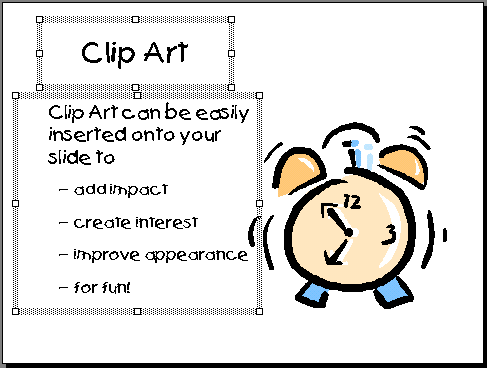 Clip Art
Clip Art can be easily
inserted onto your
slide to
– add impact
– create interest
– improve appearance
– for fun!
12
3